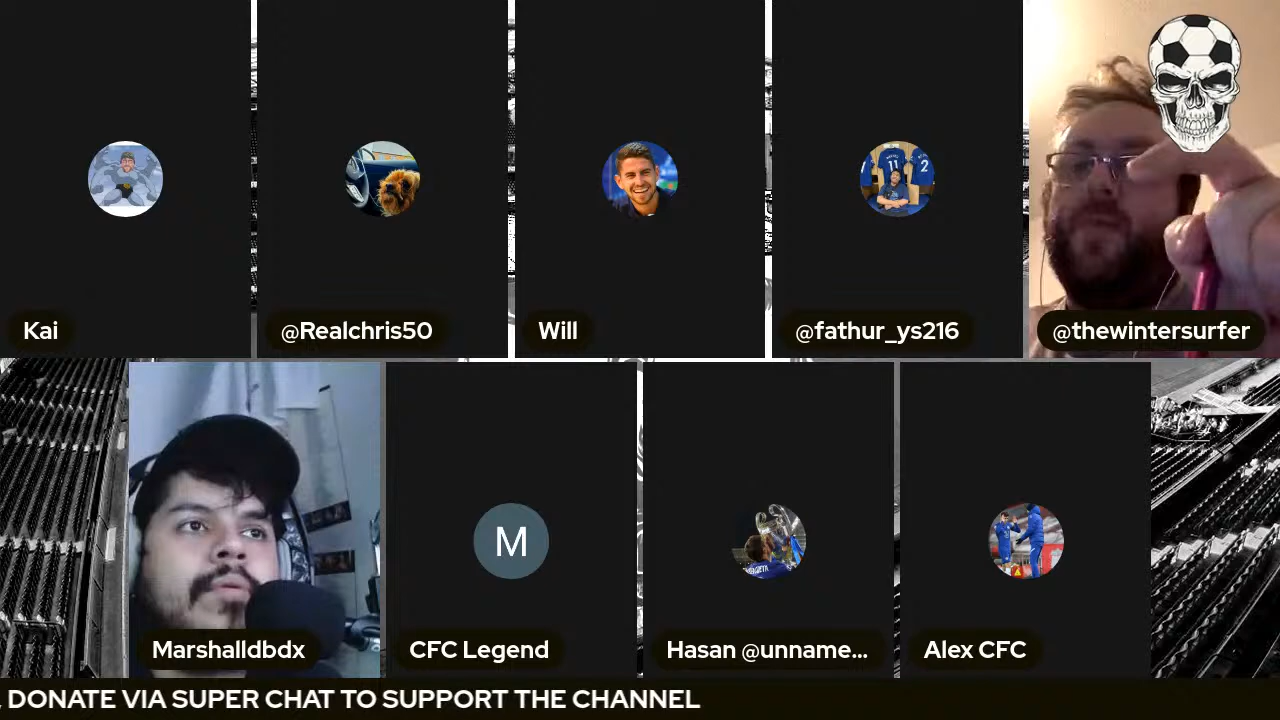 Kai
@Realchris50
Will
@fathur_ys216
@thewintersurfer
Marshalldbdx
M
CFC Legend
Hasan @unname...
Alex CFC
DONATE VIA SUPER CHAT TO SUPPORT THE CHANNEL